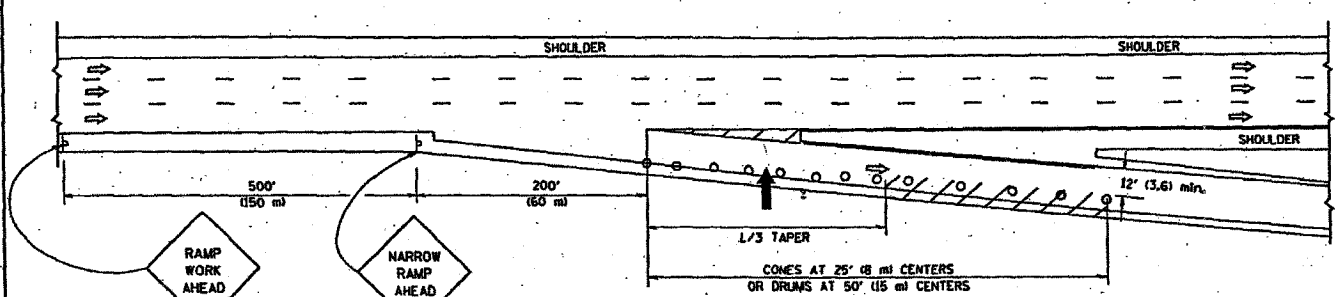 SHOULDER
SHOULDER
SHOULDER
500'
(150 m)
200'
(60 m)
12' (3.6) min.
L/3 TAPER
RAMP
WORK
AHEAD
NARROW
RAMP
AHEAD
CONES AT 25' (8 m) CENTERS
OR DRUMS AT 50' (15 m) CENTERS